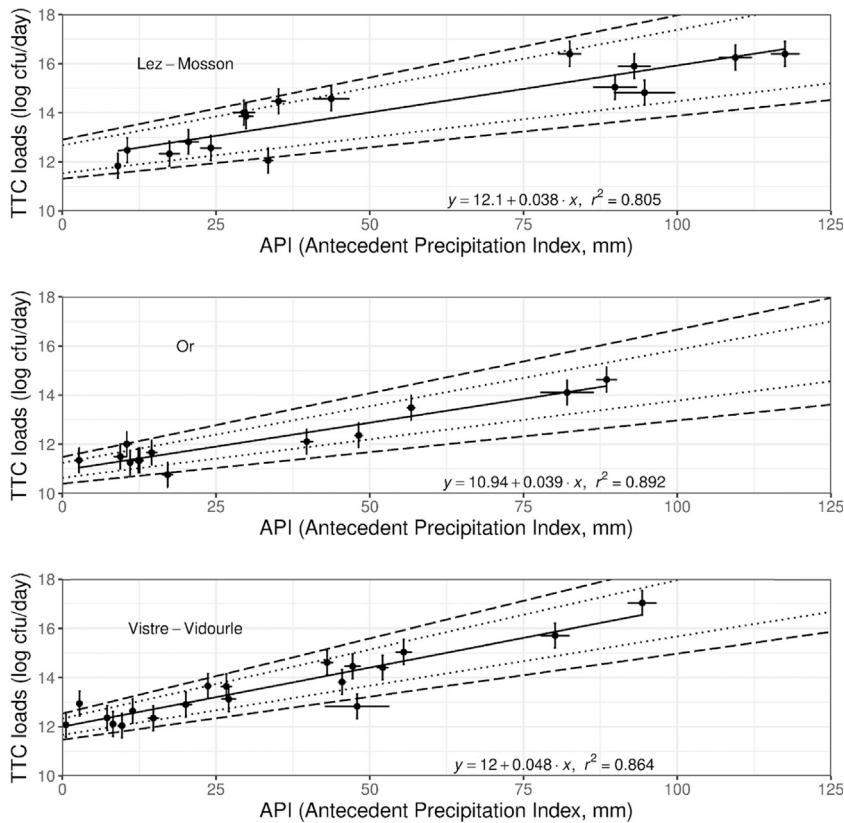 18
16
14
12
10
TTC loads (log cfu/day)
Lez – Mosson
y = 12.1 + 0.038 · x, r² = 0.805
0 25 50 75 100 125
API (Antecedent Precipitation Index, mm)
18
16
14
12
10
TTC loads (log cfu/day)
Or
y = 10.94 + 0.039 · x, r² = 0.892
0 25 50 75 100 125
API (Antecedent Precipitation Index, mm)
18
16
14
12
10
TTC loads (log cfu/day)
Vistre – Vidourle
y = 12 + 0.048 · x, r² = 0.864
0 25 50 75 100 125
API (Antecedent Precipitation Index, mm)